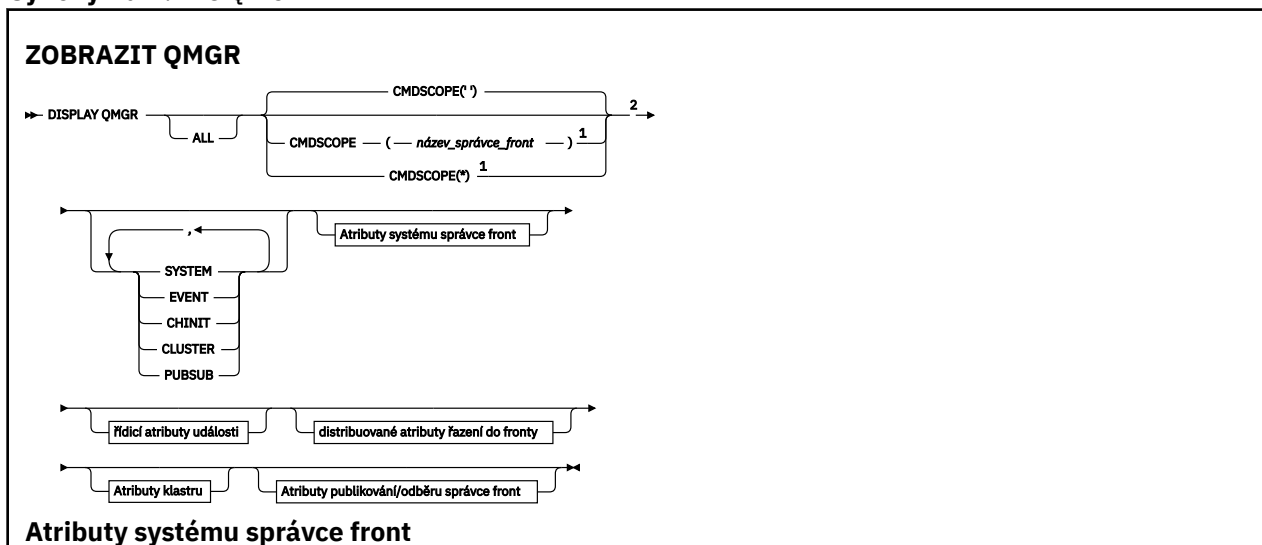 ZOBRAZIT QMGR
CMDSCOPE(' ')
DISPLAY QMGR
2
ALL
CMDSCOPE ( název_správce_front ) 1
CMDSCOPE(*) 1
Atributy systému správce front
,
SYSTEM
EVENT
CHINIT
CLUSTER
PUBSUB
řídicí atributy události
distribuované atributy řazení do fronty
Atributy klastru
Atributy publikování/odběru správce front
Atributy systému správce front